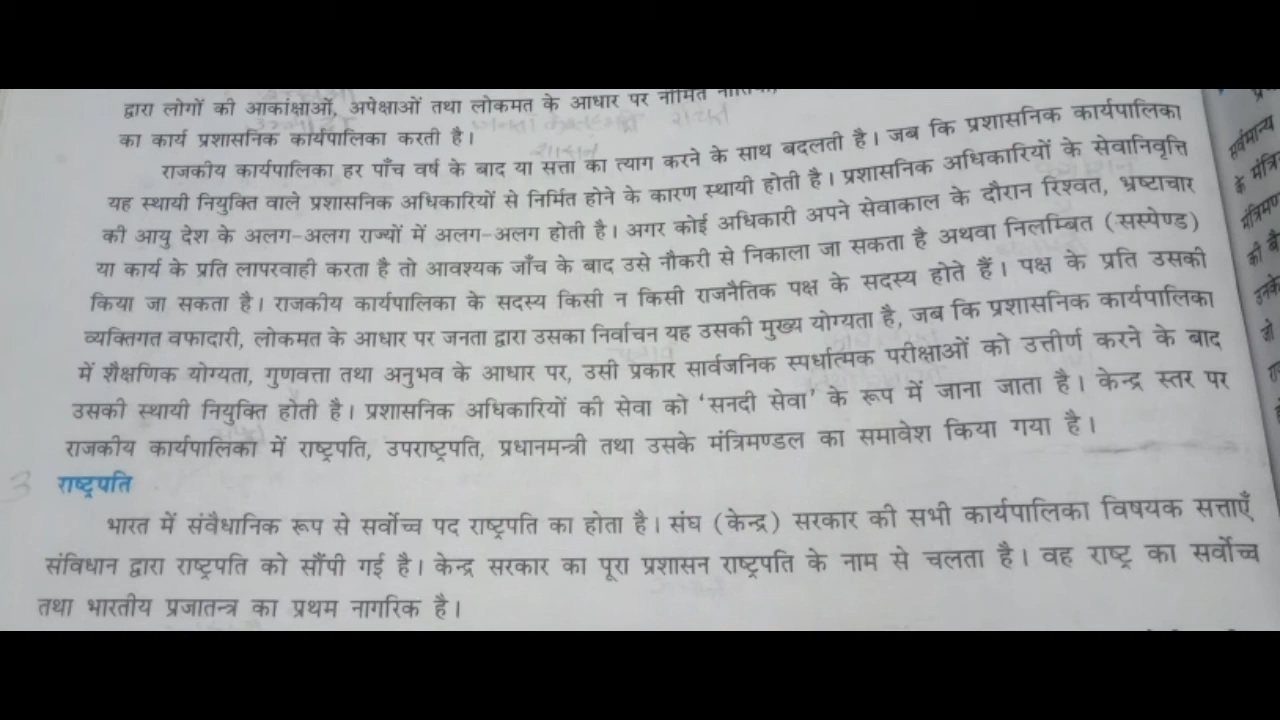 द्वारा लोगों की आकांक्षाओं, अपेक्षाओं तथा लोकमत के आधार पर नीमित
का कार्य प्रशासनिक कार्यपालिका करती है।
राजकीय कार्यपालिका हर पाँच वर्ष के बाद या सत्ता का त्याग करने के साथ बदलती है। जब कि प्रशासनिक कार्यपालिका
यह स्थायी नियुक्ति वाले प्रशासनिक अधिकारियों से निर्मित होने के कारण स्थायी होती है। प्रशासनिक अधिकारियों के सेवानिवृत्ति
की आयु देश के अलग-अलग राज्यों में अलग-अलग होती है। अगर कोई अधिकारी अपने सेवाकाल के दौरान रिश्वत, भ्रष्टाचार
या कार्य के प्रति लापरवाही करता है तो आवश्यक जाँच के बाद उसे नौकरी से निकाला जा सकता है अथवा निलम्बित (सस्पेण्ड)
किया जा सकता है। राजकीय कार्यपालिका के सदस्य किसी न किसी राजनैतिक पक्ष के सदस्य होते हैं। पक्ष के प्रति उसकी
व्यक्तिगत वफादारी, लोकमत के आधार पर जनता द्वारा उसका निर्वाचन यह उसकी मुख्य योग्यता है, जब कि प्रशासनिक कार्यपालिका
में शैक्षणिक योग्यता, गुणवत्ता तथा अनुभव के आधार पर, उसी प्रकार सार्वजनिक स्पर्धात्मक परीक्षाओं को उत्तीर्ण करने के बाद
उसकी स्थायी नियुक्ति होती है। प्रशासनिक अधिकारियों की सेवा को ‘सनदी सेवा’ के रूप में जाना जाता है। केन्द्र स्तर पर
राजकीय कार्यपालिका में राष्ट्रपति, उपराष्ट्रपति, प्रधानमन्त्री तथा उसके मंत्रिमण्डल का समावेश किया गया है।
3 राष्ट्रपति
भारत में संवैधानिक रूप से सर्वोच्च पद राष्ट्रपति का होता है। संघ (केन्द्र) सरकार की सभी कार्यपालिका विषयक सत्ताएँ
संविधान द्वारा राष्ट्रपति को सौंपी गई है। केन्द्र सरकार का पूरा प्रशासन राष्ट्रपति के नाम से चलता है। वह राष्ट्र का सर्वोच्च
तथा भारतीय प्रजातन्त्र का प्रथम नागरिक है।
सर्वमान्य